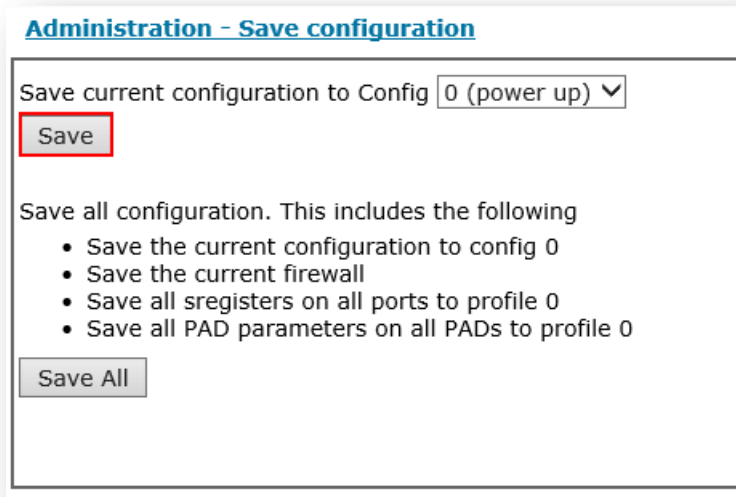 Administration - Save configuration
Save current configuration to Config 0 (power up)
Save
Save all configuration. This includes the following
• Save the current configuration to config 0
• Save the current firewall
• Save all sregisters on all ports to profile 0
• Save all PAD parameters on all PADs to profile 0
Save All